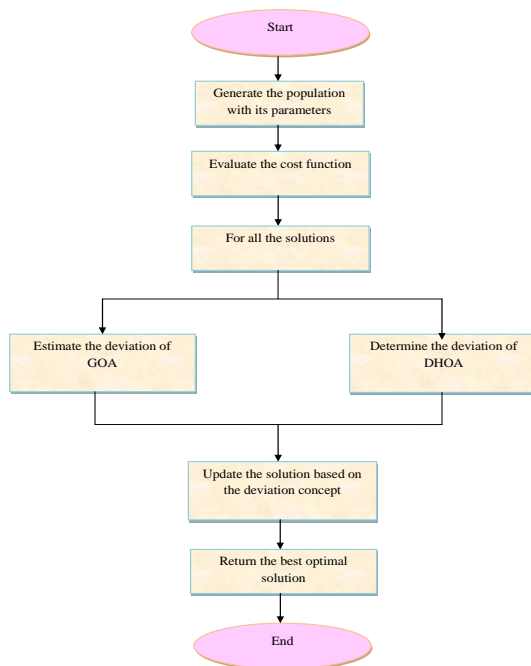 Start
Generate the population
with its parameters
Evaluate the cost function
For all the solutions
Estimate the deviation of
GOA
Determine the deviation of
DHOA
Update the solution based on
the deviation concept
Return the best optimal
solution
End